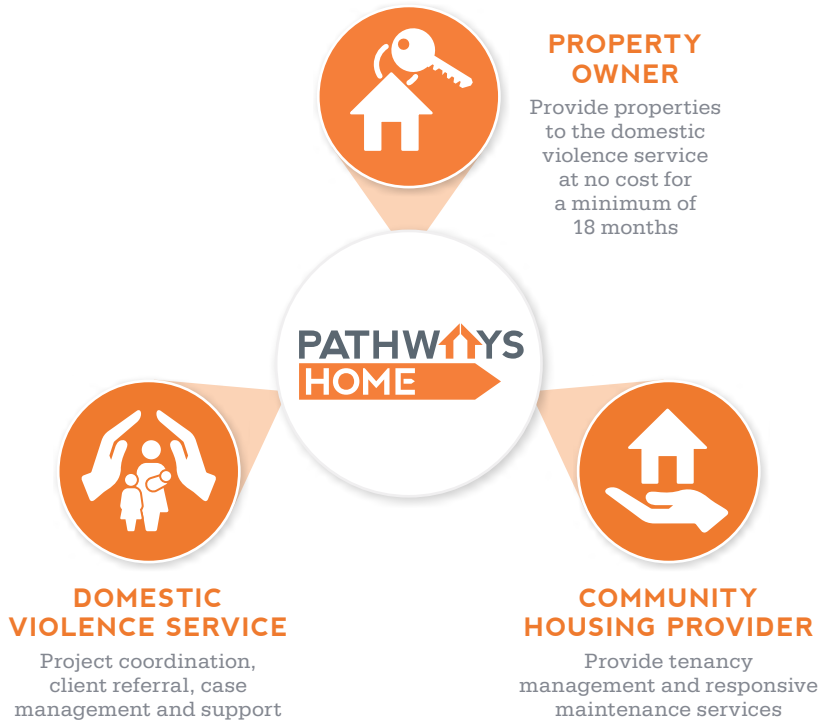 PROPERTY
OWNER
Provide properties
to the domestic
violence service
at no cost for
a minimum of
18 months
PATHWAYS
HOME
DOMESTIC
VIOLENCE SERVICE
Project coordination,
client referral, case
management and support
COMMUNITY
HOUSING PROVIDER
Provide tenancy
management and responsive
maintenance services